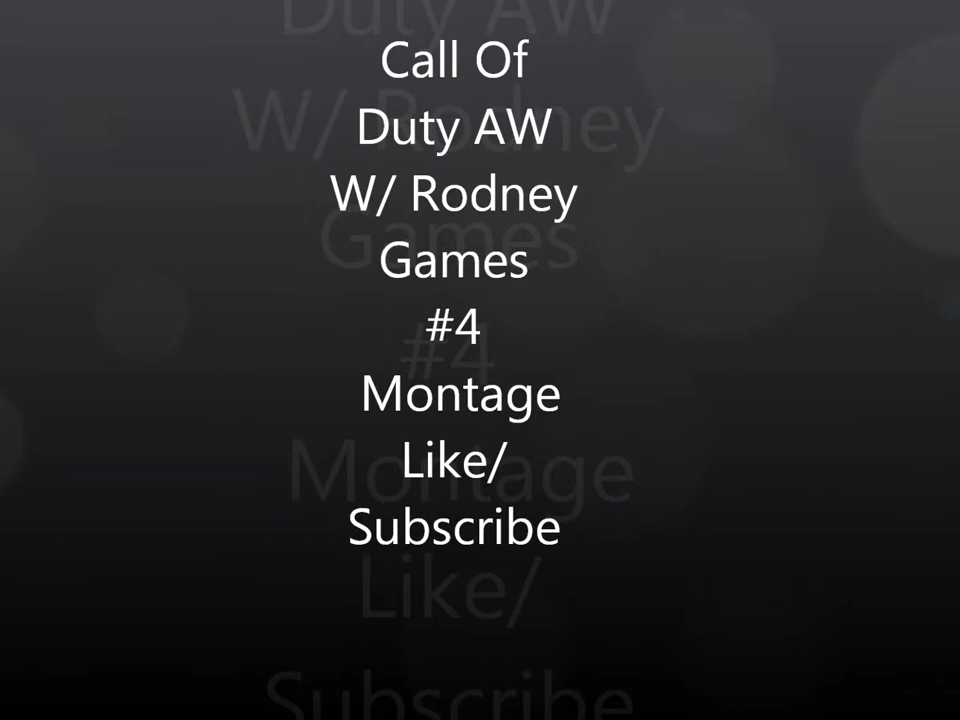 Call Of
Duty AW
W/ Rodney
Games
#4
Montage
Like/
Subscribe